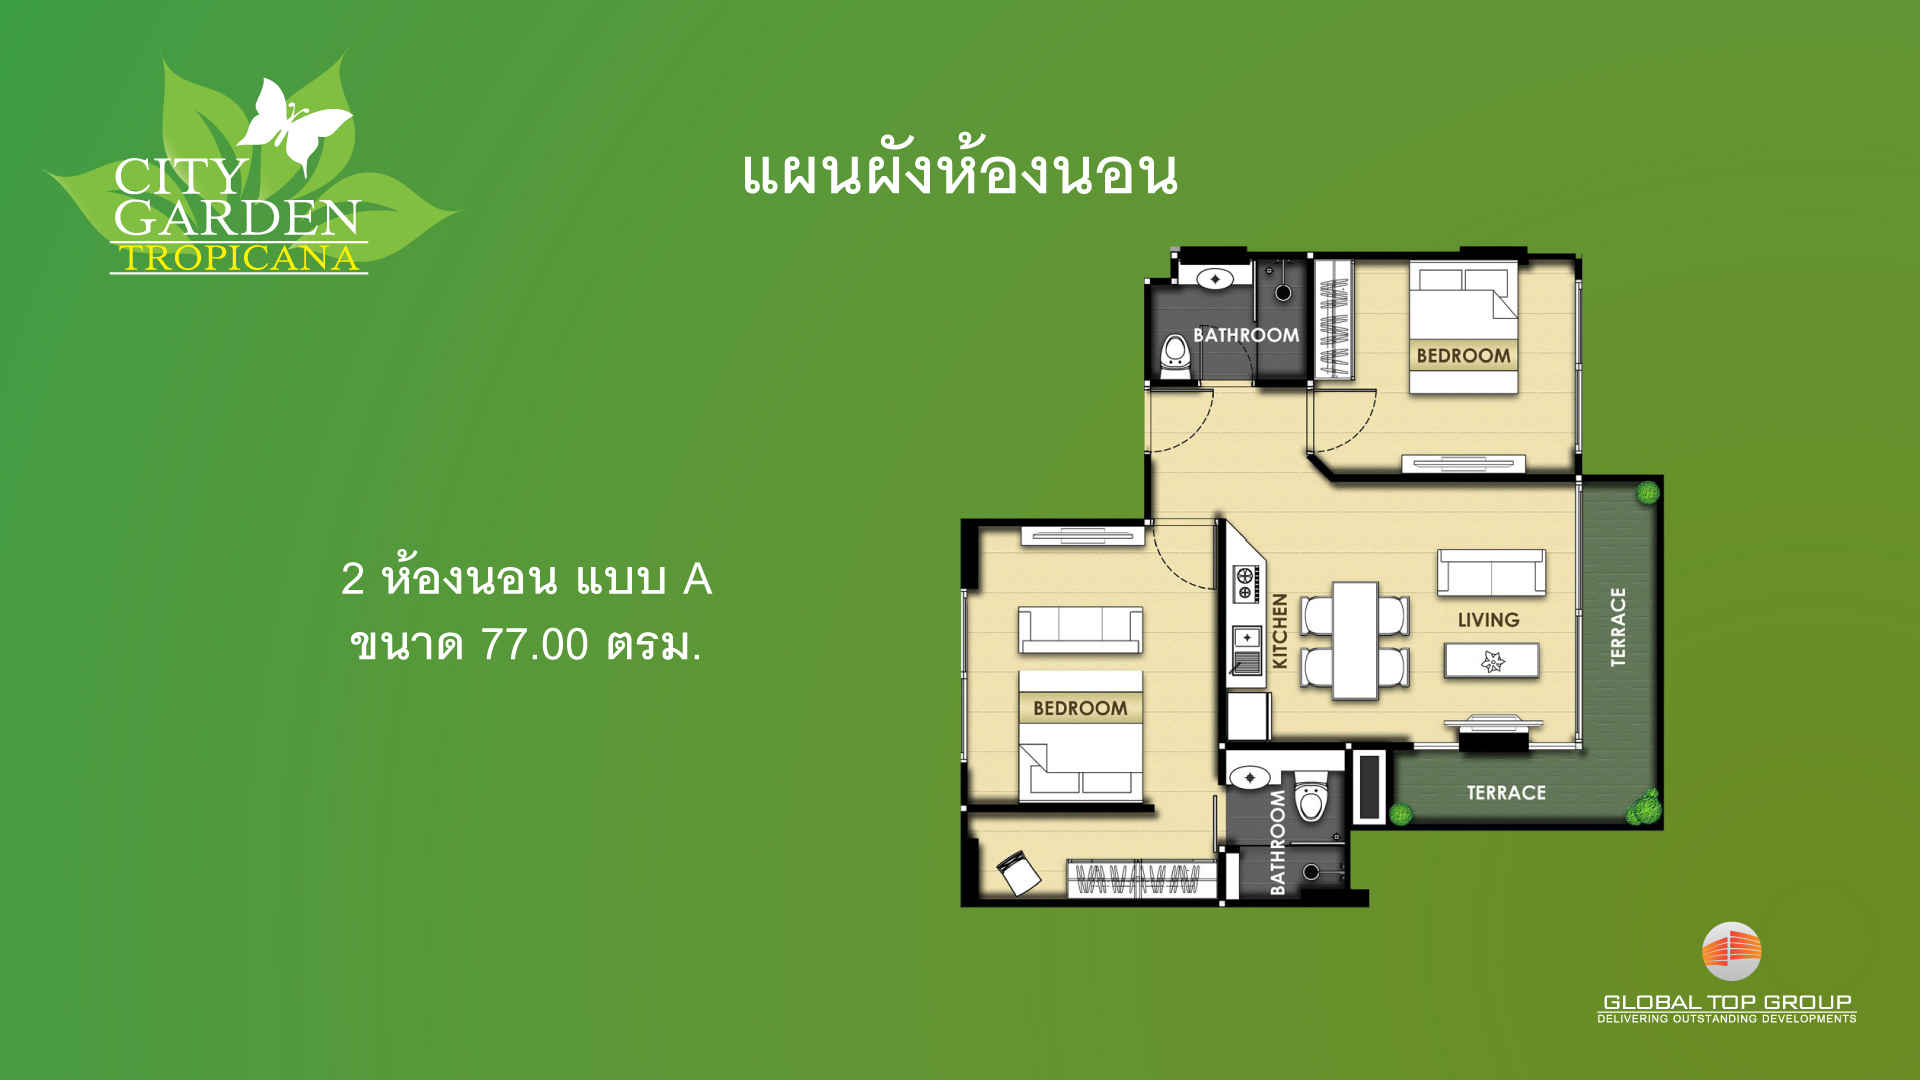 CITY
GARDEN
TROPICANA
แผนผังห้องนอน
2 ห้องนอน แบบ A
ขนาด 77.00 ตรม.
BATHROOM
BEDROOM
KITCHEN
LIVING
TERRACE
BEDROOM
TERRACE
BATHROOM
GLOBAL TOP GROUP
DELIVERING OUTSTANDING DEVELOPMENTS